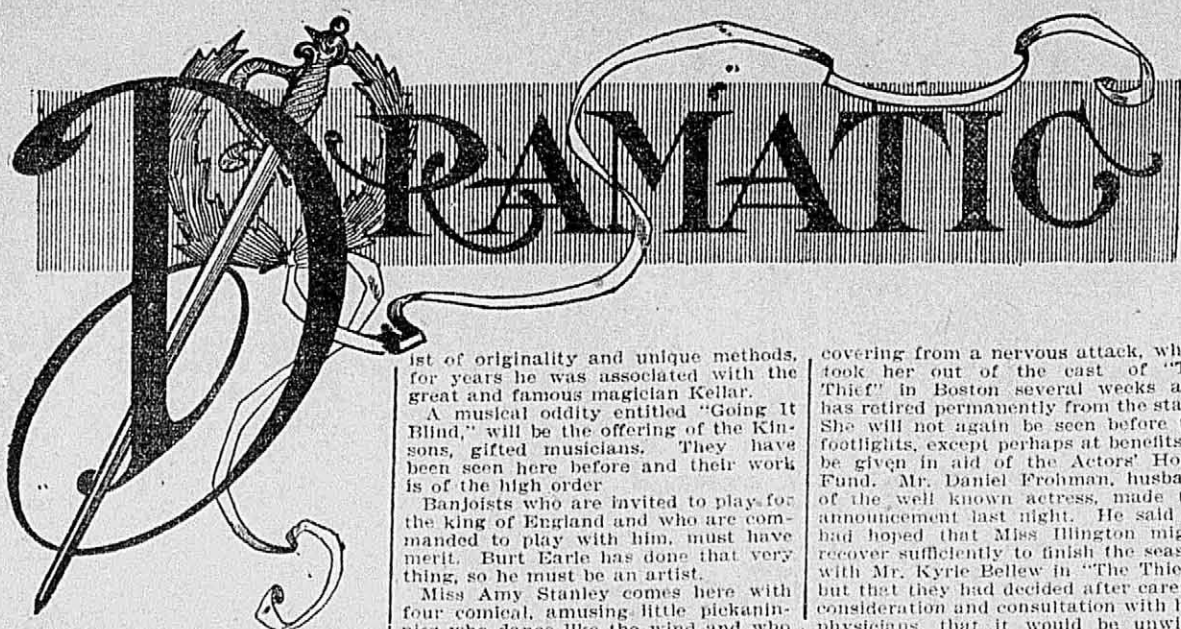 DRAMATIC
ist of originality and unique methods,
for years he was associated with the
great and famous magician Kellar.
A musical oddity entitled "Going It
Blind," will be the offering of the Kin-
sons, gifted musicians. They have
been seen here before and their work
is of the high order
Banjoists who are invited to play for
the king of England and who are com-
manded to play with him, must have
merit. Burt Earle has done that very
thing, so he must be an artist.
Miss Amy Stanley comes here with
four comical, amusing little pickanin-
nies who dance like the wind and who
covering from a nervous attack, wh
took her out of the cast of "T
Thief" in Boston several weeks a
has retired permanently from the sta
She will not again be seen before
footlights, except perhaps at benefits
be given in aid of the Actors' Ho
Fund. Mr. Daniel Frohman, husba
of the well known actress, made
announcement last night. He said
had hoped that Miss Illington mig
recover sufficiently to finish the seas
with Mr. Kyrle Bellew in "The Thie
but that they had decided after care
consideration and consultation with h
physicians, that it would be unwi